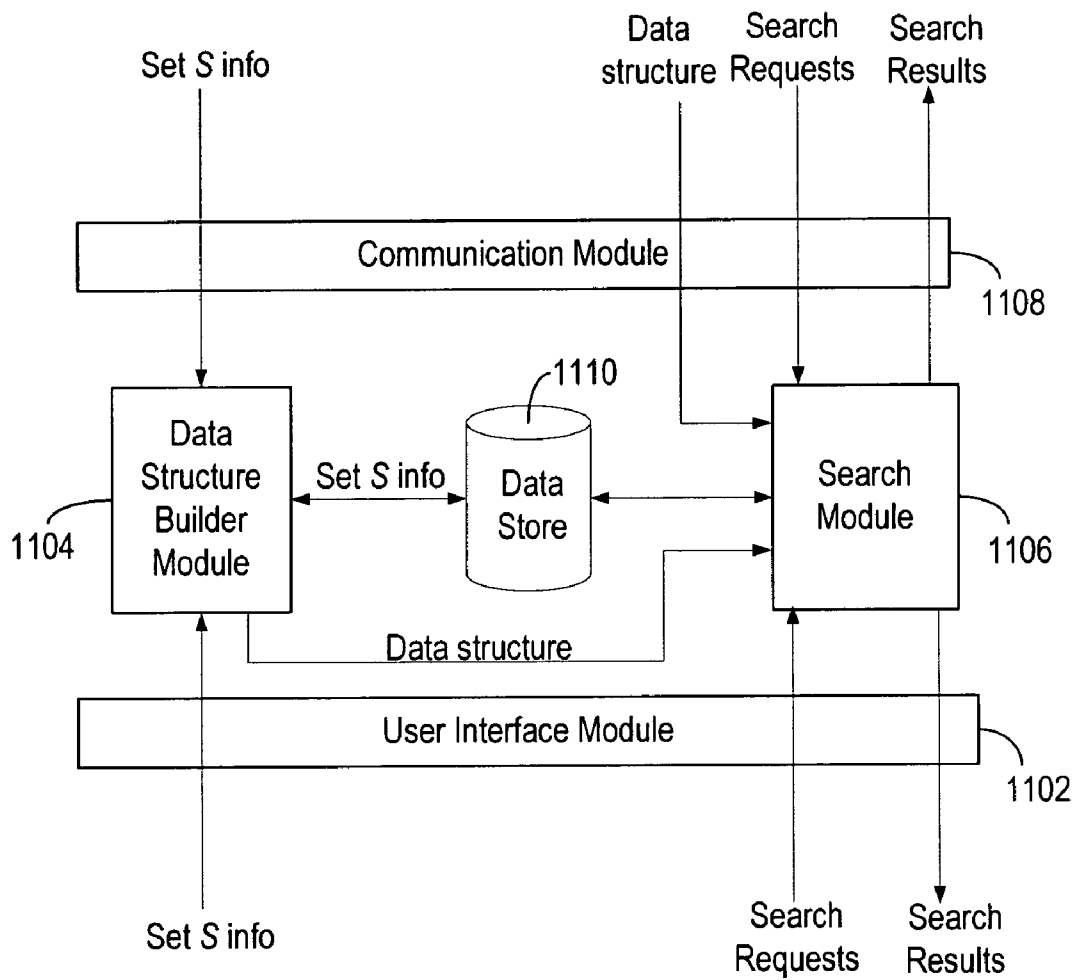 Set S info
Data
structure
Search
Requests
Search
Results
Communication Module
1108
1110
Data
Structure
Builder
Module
1104
Set S info
Data
Store
Search
Module
1106
Data structure
User Interface Module
1102
Set S info
Search
Requests
Search
Results